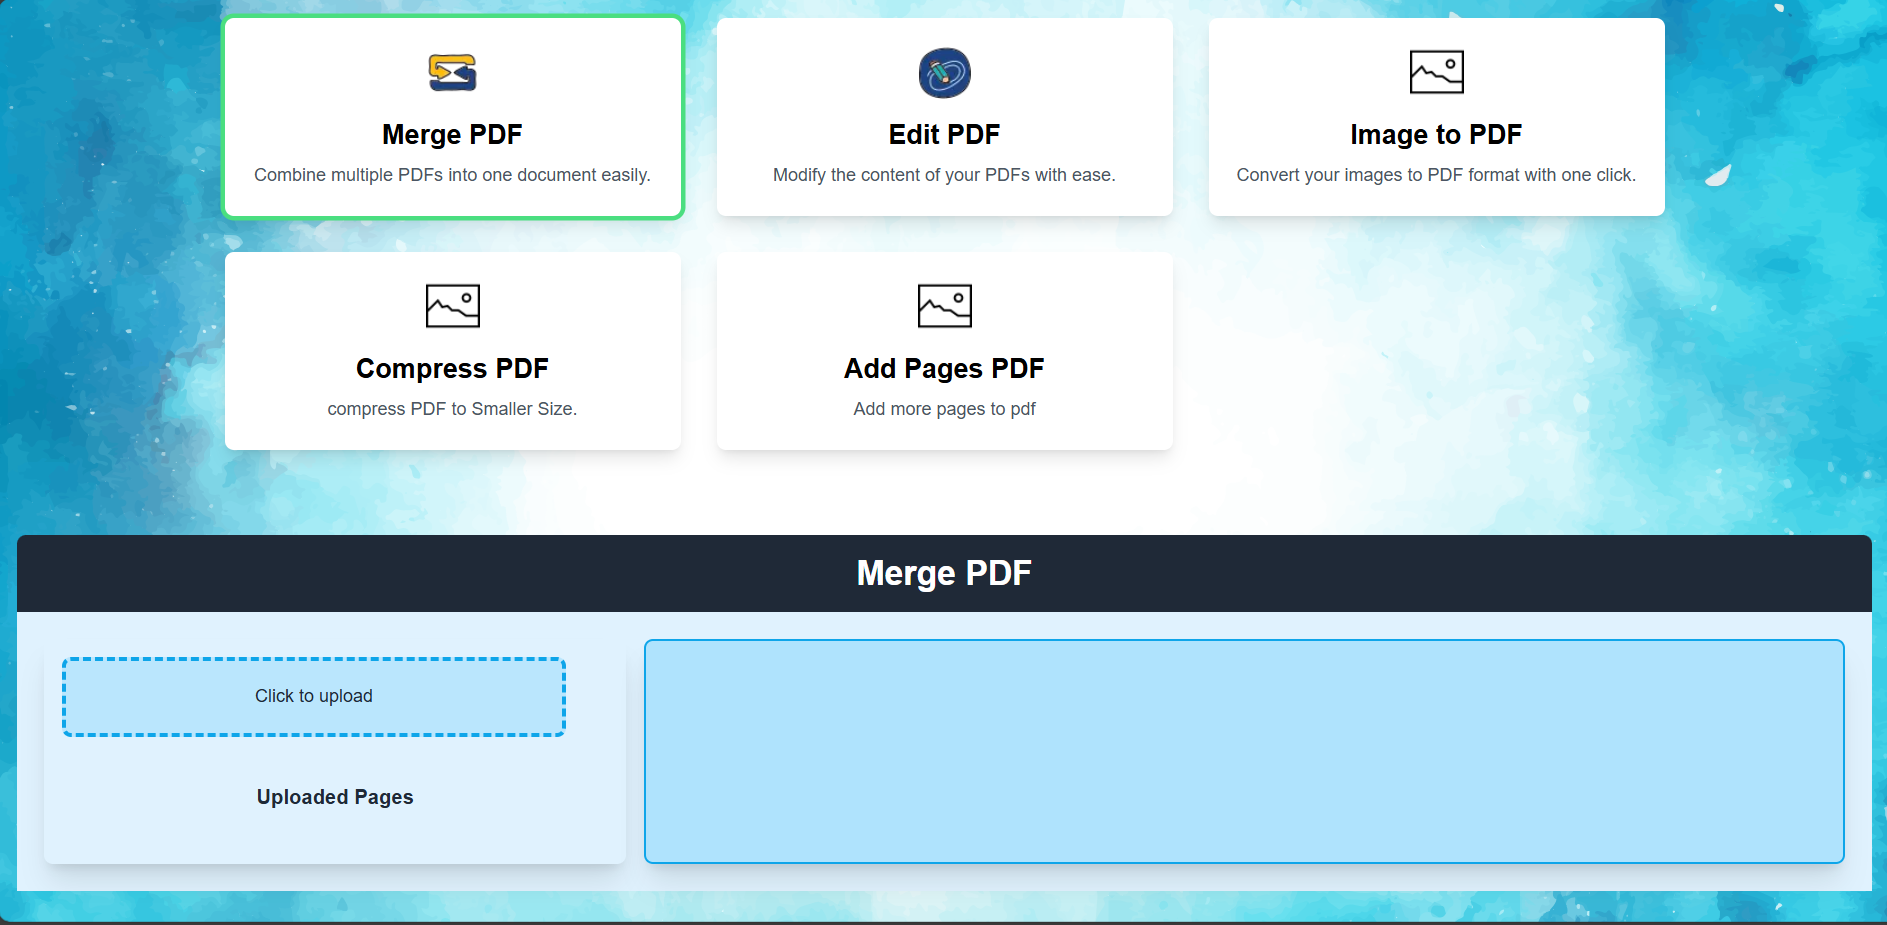 Merge PDF
Combine multiple PDFs into one document easily.
Edit PDF
Modify the content of your PDFs with ease.
Image to PDF
Convert your images to PDF format with one click.
Compress PDF
compress PDF to Smaller Size.
Add Pages PDF
Add more pages to pdf
Merge PDF
Click to upload
Uploaded Pages